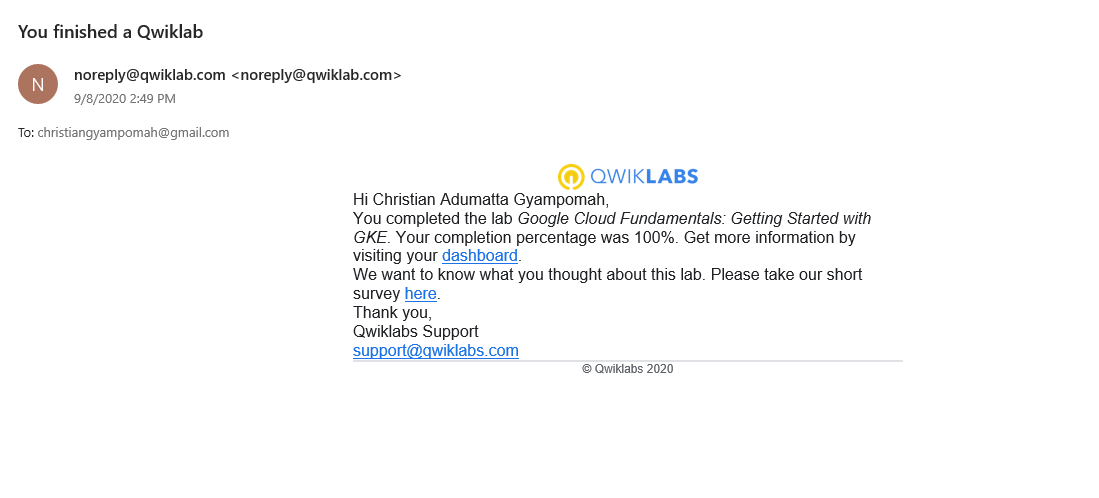 You finished a Qwiklab
N
noreply@qwiklab.com <noreply@qwiklab.com>
9/8/2020 2:49 PM
To: christiangyampomah@gmail.com
QWIKLABS
Hi Christian Adumatta Gyampomah,
You completed the lab Google Cloud Fundamentals: Getting Started with
GKE. Your completion percentage was 100%. Get more information by
visiting your dashboard.
We want to know what you thought about this lab. Please take our short
survey here.
Thank you,
Qwiklabs Support
support@qwiklabs.com
© Qwiklabs 2020